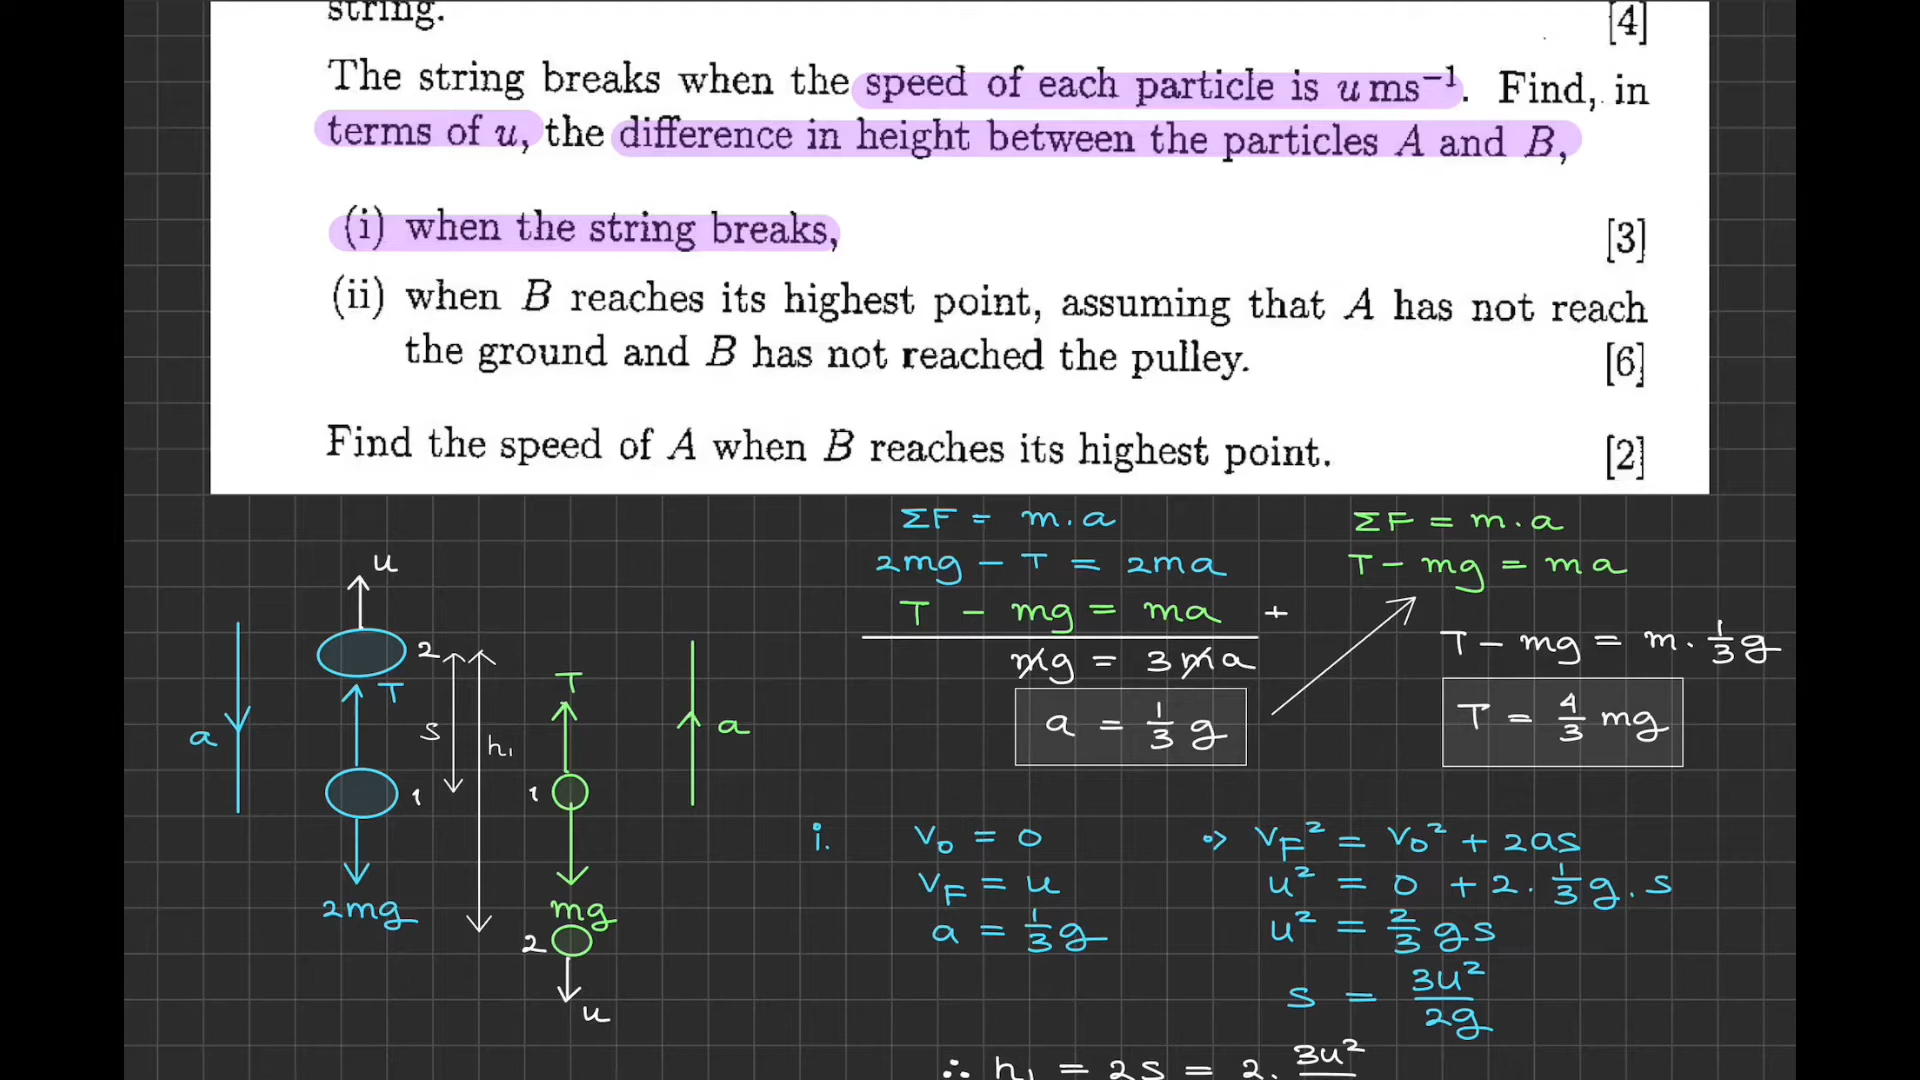 string. [4]
The string breaks when the speed of each particle is u ms⁻¹. Find, in
terms of u, the difference in height between the particles A and B,
(i) when the string breaks, [3]
(ii) when B reaches its highest point, assuming that A has not reach
the ground and B has not reached the pulley. [6]
Find the speed of A when B reaches its highest point. [2]
ΣF = m.a
2mg - T = 2ma
T - mg = ma +
mg = 3ma
a = 1/3 g
ΣF = m.a
T - mg = ma
T - mg = m. 1/3 g
T = 4/3 mg
u
2
T
a
s
h₁
1
2mg
T
a
1
mg
2
u
i. v₀ = 0
v_F = u
a = 1/3 g
⇒ v_F² = v₀² + 2as
u² = 0 + 2. 1/3 g. s
u² = 2/3 gs
s = 3u²/2g
∴ h₁ = 2s = 2. 3u²